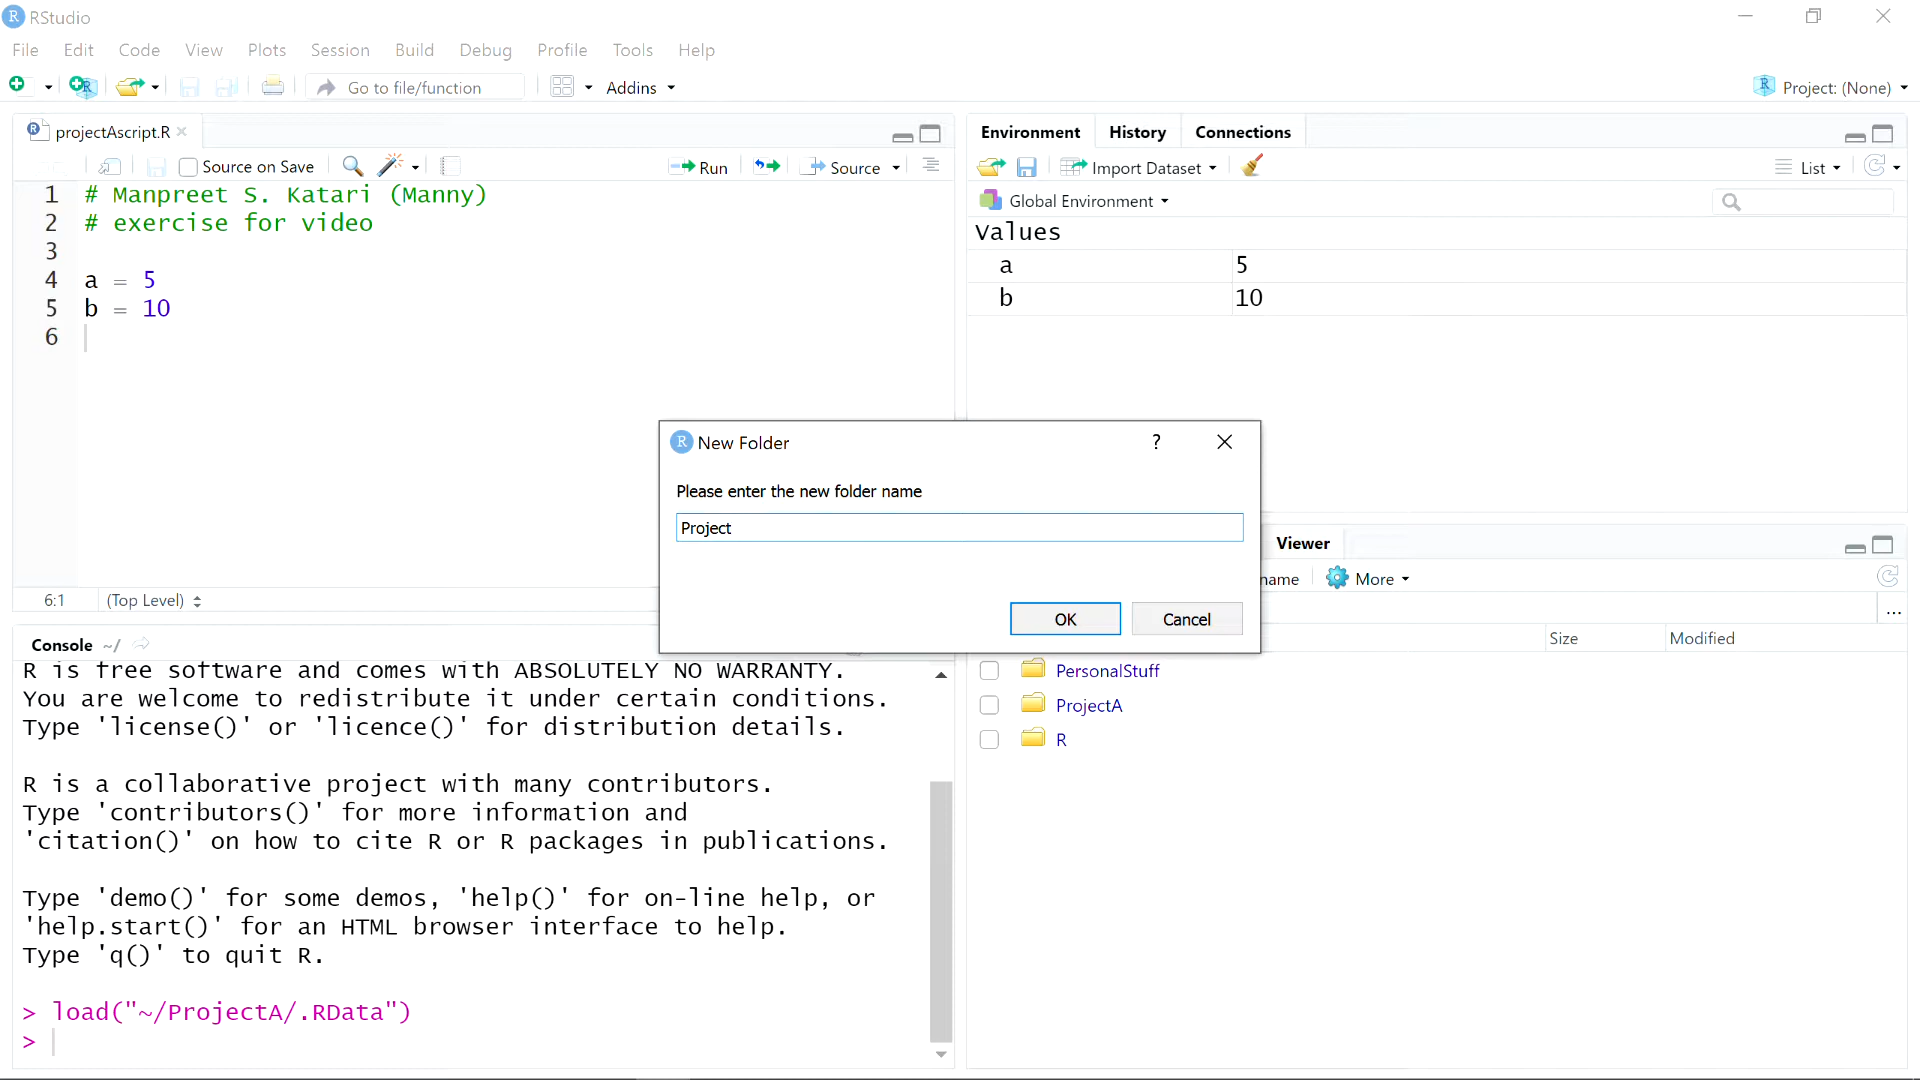 R RStudio
File Edit Code View Plots Session Build Debug Profile Tools Help
Go to file/function Addins Project: (None)
projectAscript.R
Source on Save Run Source
1 # Manpreet S. Katari (Manny)
2 # exercise for video
3
4 a = 5
5 b = 10
6
6:1 (Top Level)
Console ~/
R is free software and comes with ABSOLUTELY NO WARRANTY.
You are welcome to redistribute it under certain conditions.
Type 'license()' or 'licence()' for distribution details.
R is a collaborative project with many contributors.
Type 'contributors()' for more information and
'citation()' on how to cite R or R packages in publications.
Type 'demo()' for some demos, 'help()' for on-line help, or
'help.start()' for an HTML browser interface to help.
Type 'q()' to quit R.
> load("~/ProjectA/.RData")
>
Environment History Connections
Import Dataset List
Global Environment
Values
a 5
b 10
R New Folder ?
Please enter the new folder name
Project
OK Cancel
Viewer
name More
...
Size Modified
PersonalStuff
ProjectA
R